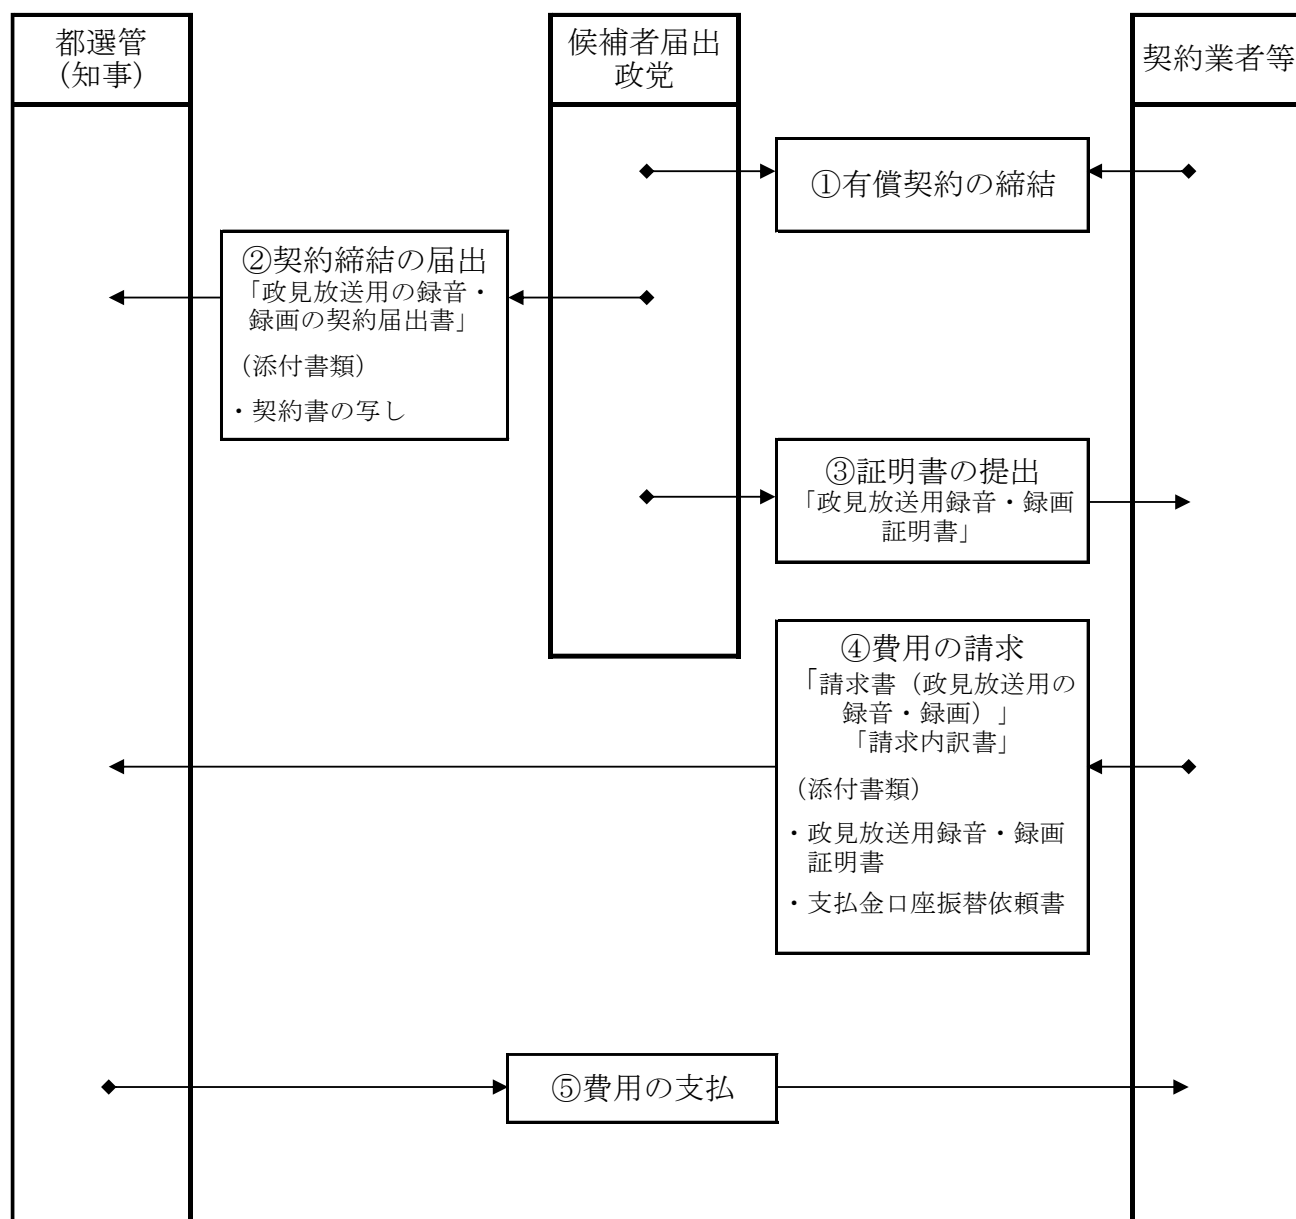 都選管
（知事）
候補者届出
政党
契約業者等
①有償契約の締結
②契約締結の届出
「政見放送用の録音・
録画の契約届出書」
（添付書類）
・契約書の写し
③証明書の提出
「政見放送用録音・録画
証明書」
④費用の請求
「請求書（政見放送用の
録音・録画）」
「請求内訳書」
（添付書類）
・政見放送用録音・録画
証明書
・支払金口座振替依頼書
⑤費用の支払